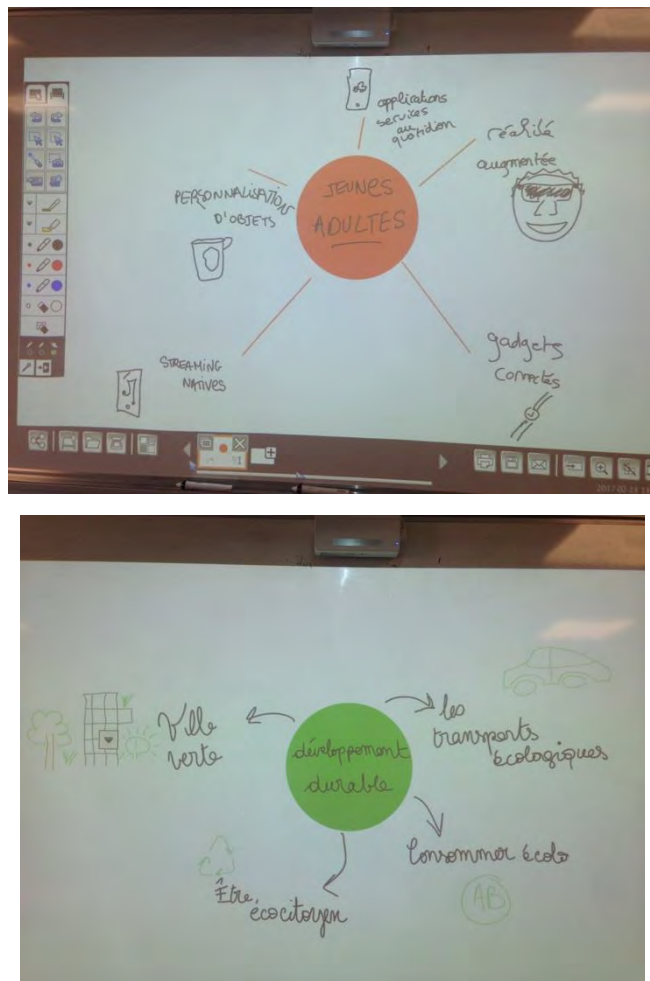 applications
services
au
quotidien
réalité
augmentée
JEUNES
ADULTES
PERSONNALISATION
D'OBJETS
gadgets
connectés
STREAMING
NATIVES
développement
durable
Ville
verte
les
transports
écologiques
Consommer écolo
AB
Être
écocitoyen